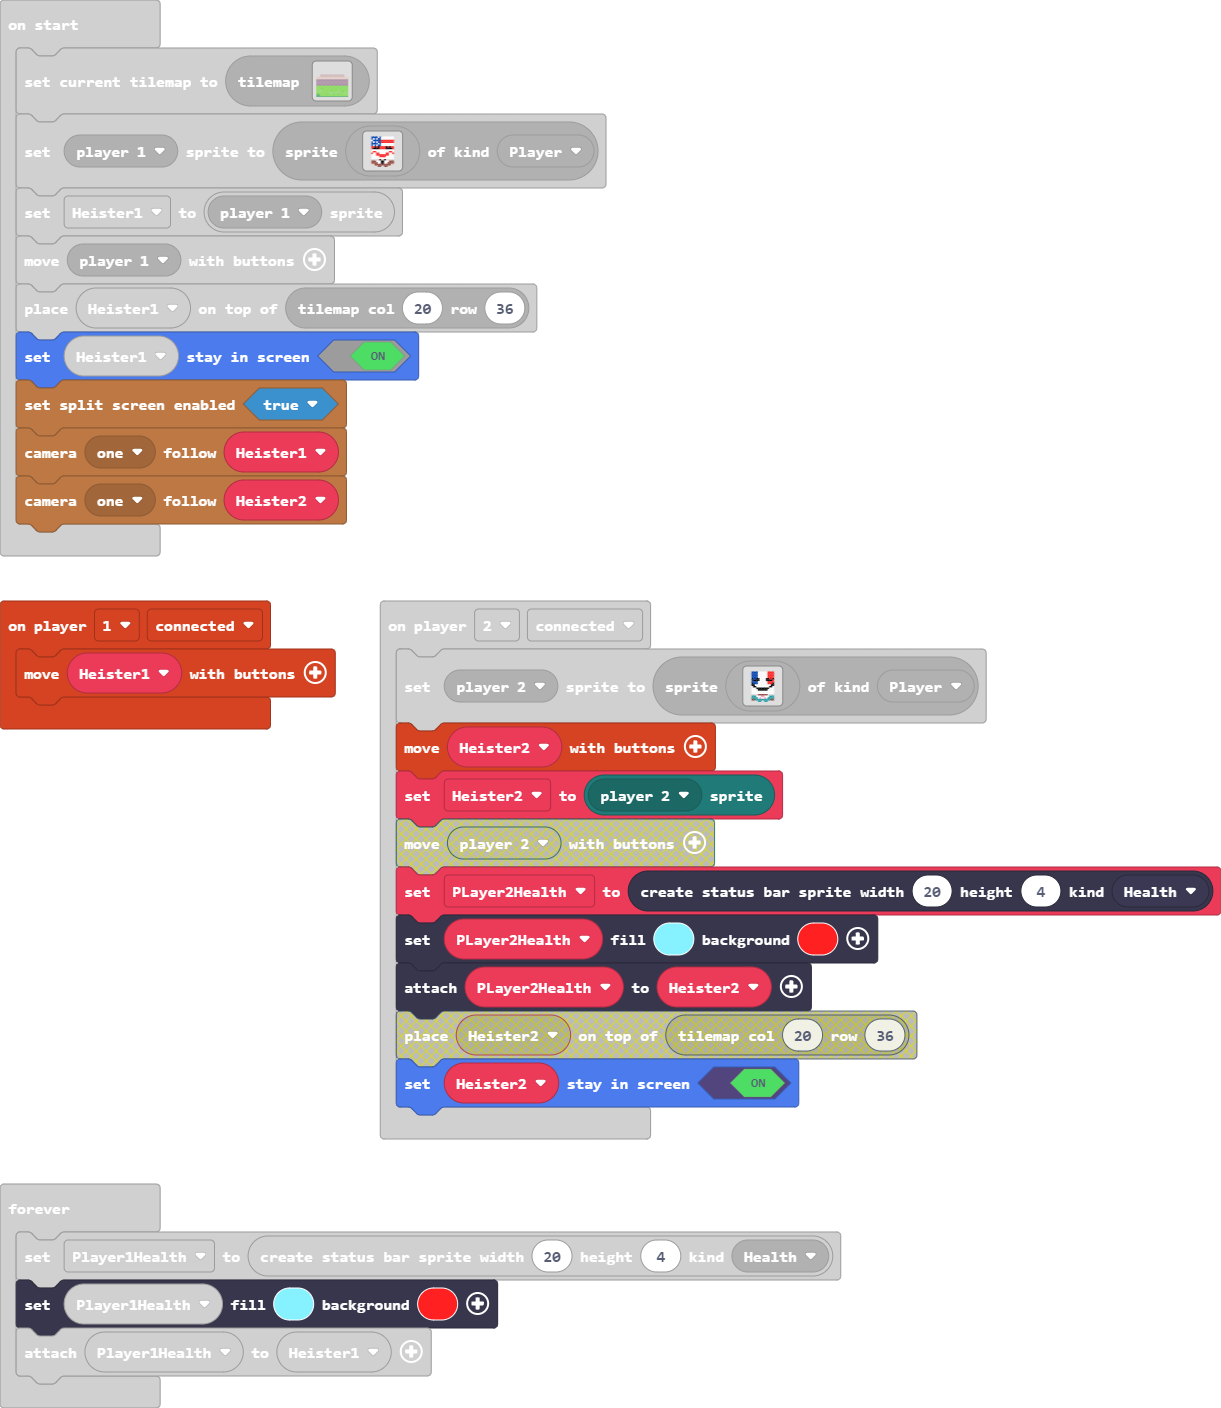 on start
set current tilemap to tilemap
set player 1 sprite to sprite of kind Player
set Heister1 to player 1 sprite
move player 1 with buttons
place Heister1 on top of tilemap col 20 row 36
set Heister1 stay in screen ON
set split screen enabled true
camera one follow Heister1
camera one follow Heister2
on player 1 connected
move Heister1 with buttons
on player 2 connected
set player 2 sprite to sprite of kind Player
move Heister2 with buttons
set Heister2 to player 2 sprite
move player 2 with buttons
set PLayer2Health to create status bar sprite width 20 height 4 kind Health
set PLayer2Health fill background
attach PLayer2Health to Heister2
place Heister2 on top of tilemap col 20 row 36
set Heister2 stay in screen ON
forever
set Player1Health to create status bar sprite width 20 height 4 kind Health
set Player1Health fill background
attach Player1Health to Heister1